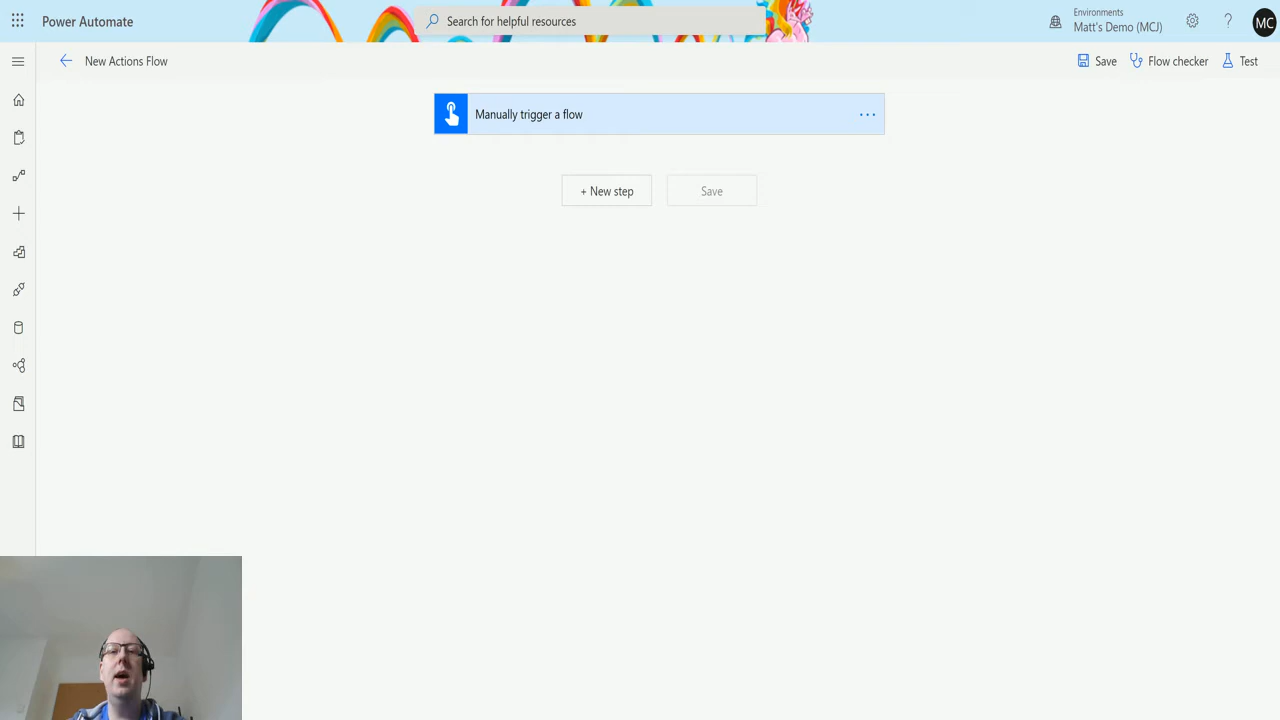 Power Automate
Search for helpful resources
Environments
Matt's Demo (MCJ)
MC
New Actions Flow
Save
Flow checker
Test
Manually trigger a flow
+ New step
Save